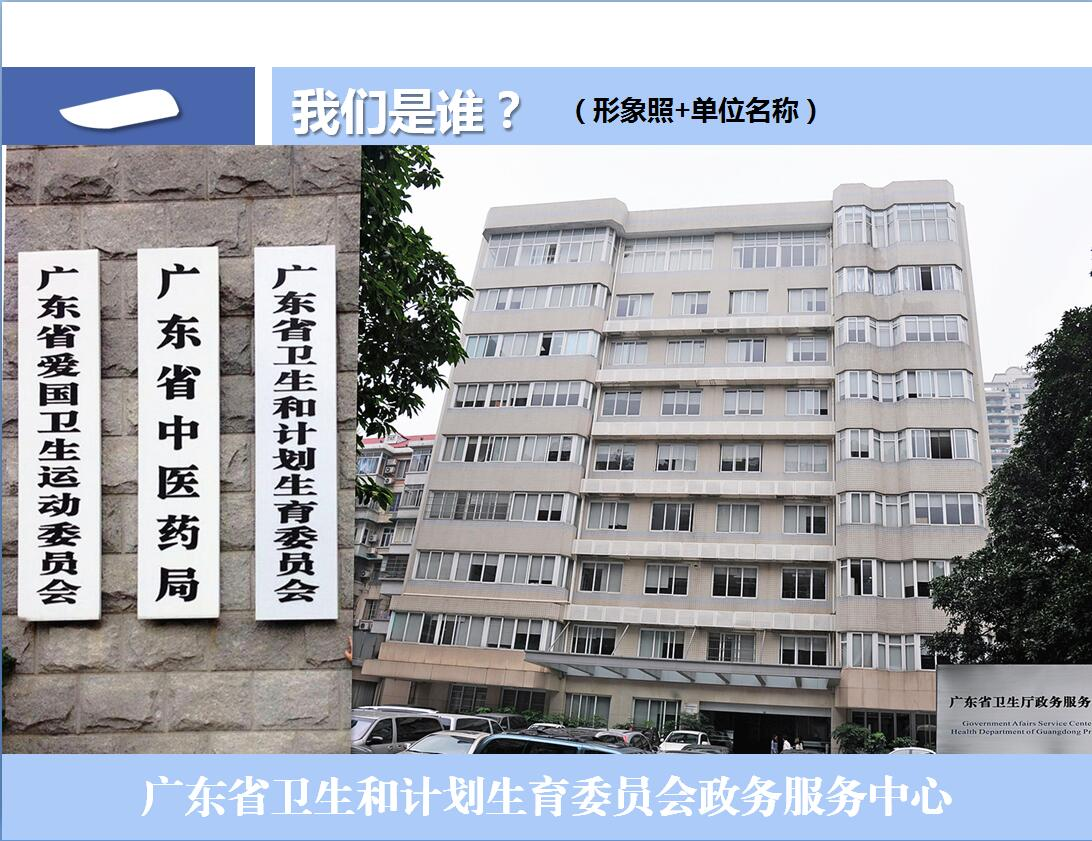 一
我们是谁？
（形象照+单位名称）
广东省爱国卫生运动委员会
广东省中医药局
广东省卫生和计划生育委员会
广东省卫生厅政务服务
Government Afairs Service Cente
Health Department of Guangdong Pr
广东省卫生和计划生育委员会政务服务中心